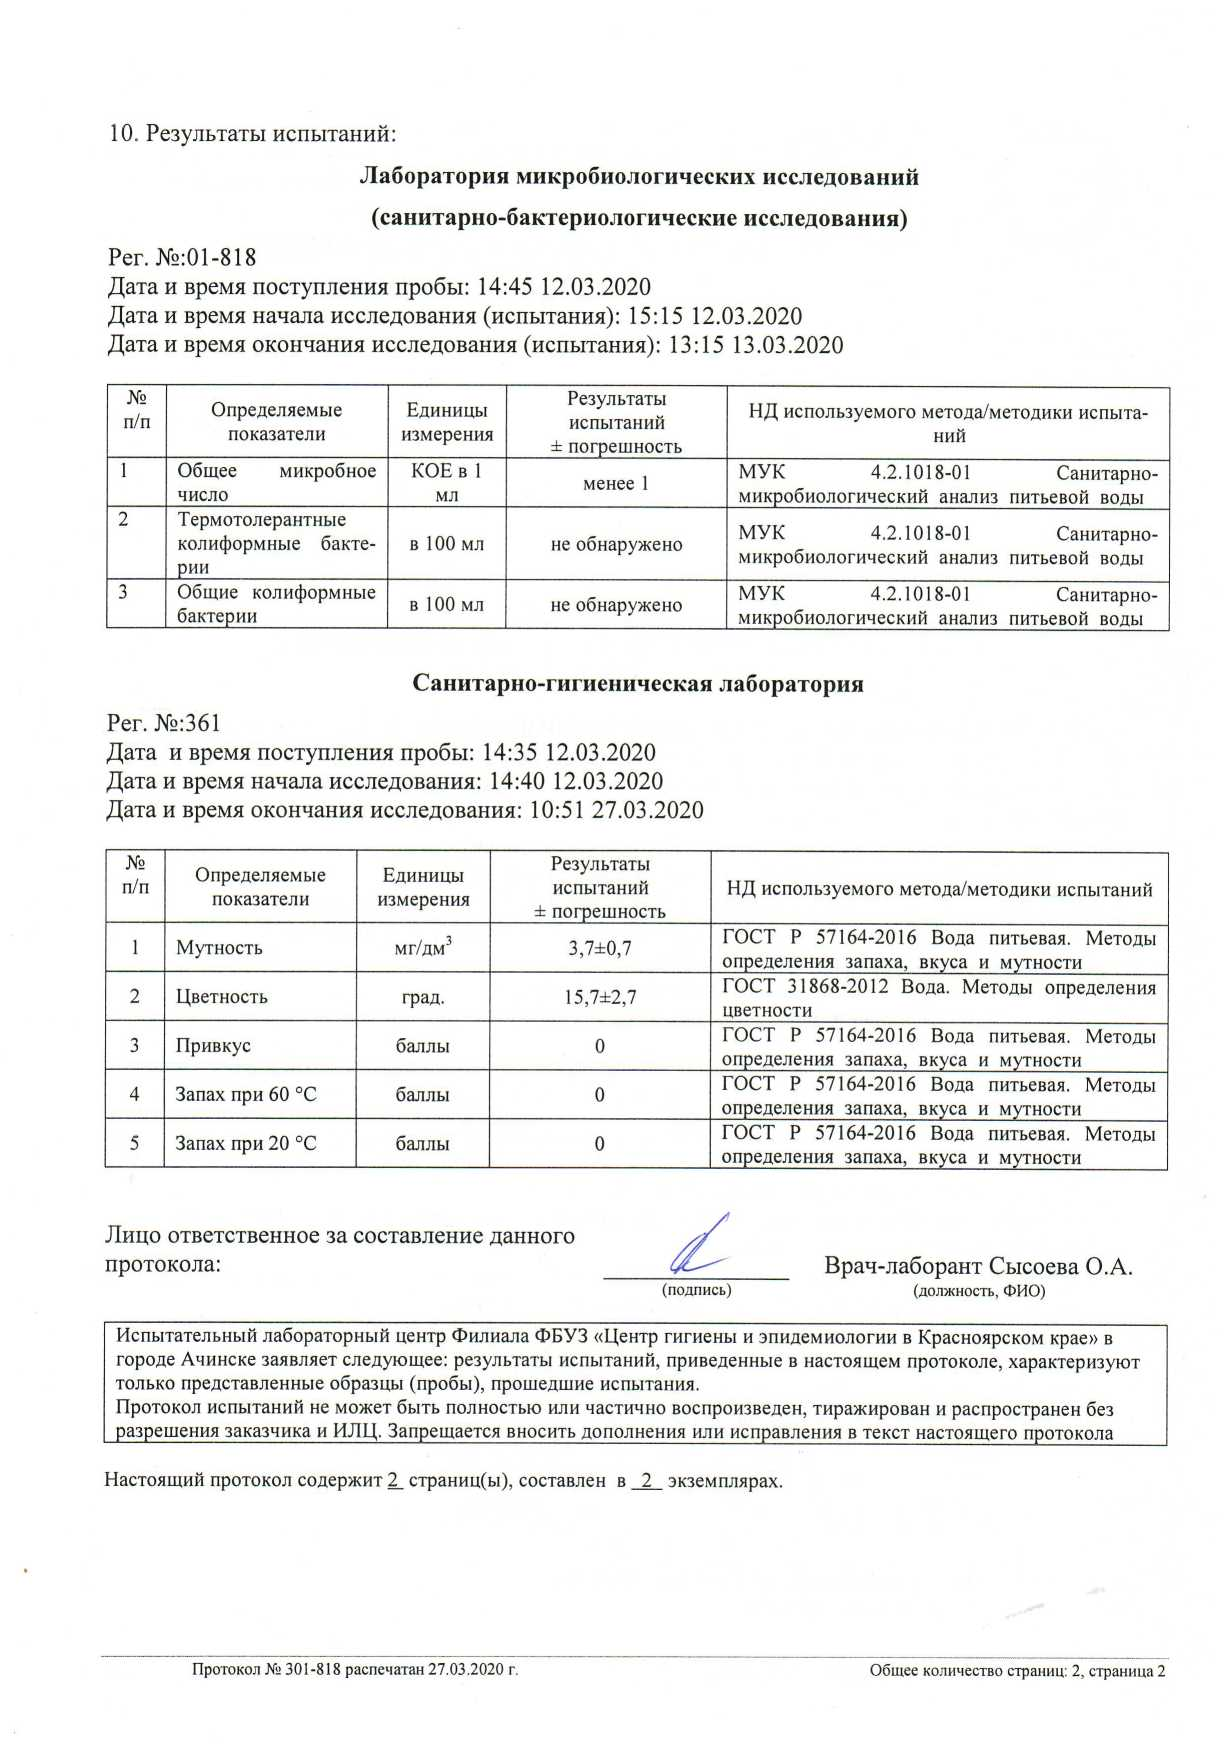 10. Результаты испытаний:
Лаборатория микробиологических исследований
(санитарно-бактериологические исследования)
Рег. №:01-818
Дата и время поступления пробы: 14:45 12.03.2020
Дата и время начала исследования (испытания): 15:15 12.03.2020
Дата и время окончания исследования (испытания): 13:15 13.03.2020
№ п/п Определяемые показатели Единицы измерения Результаты испытаний ± погрешность НД используемого метода/методики испыта-ний
1 Общее микробное число КОЕ в 1 мл менее 1 МУК 4.2.1018-01 Санитарно-микробиологический анализ питьевой воды
2 Термотолерантные колиформные бакте-рии в 100 мл не обнаружено МУК 4.2.1018-01 Санитарно-микробиологический анализ питьевой воды
3 Общие колиформные бактерии в 100 мл не обнаружено МУК 4.2.1018-01 Санитарно-микробиологический анализ питьевой воды
Санитарно-гигиеническая лаборатория
Рег. №:361
Дата и время поступления пробы: 14:35 12.03.2020
Дата и время начала исследования: 14:40 12.03.2020
Дата и время окончания исследования: 10:51 27.03.2020
№ п/п Определяемые показатели Единицы измерения Результаты испытаний ± погрешность НД используемого метода/методики испытаний
1 Мутность мг/дм³ 3,7±0,7 ГОСТ Р 57164-2016 Вода питьевая. Методы определения запаха, вкуса и мутности
2 Цветность град. 15,7±2,7 ГОСТ 31868-2012 Вода. Методы определения цветности
3 Привкус баллы 0 ГОСТ Р 57164-2016 Вода питьевая. Методы определения запаха, вкуса и мутности
4 Запах при 60 °С баллы 0 ГОСТ Р 57164-2016 Вода питьевая. Методы определения запаха, вкуса и мутности
5 Запах при 20 °С баллы 0 ГОСТ Р 57164-2016 Вода питьевая. Методы определения запаха, вкуса и мутности
Лицо ответственное за составление данного
протокола: Врач-лаборант Сысоева О.А.
(подпись) (должность, ФИО)
Испытательный лабораторный центр Филиала ФБУЗ «Центр гигиены и эпидемиологии в Красноярском крае» в
городе Ачинске заявляет следующее: результаты испытаний, приведенные в настоящем протоколе, характеризуют
только представленные образцы (пробы), прошедшие испытания.
Протокол испытаний не может быть полностью или частично воспроизведен, тиражирован и распространен без
разрешения заказчика и ИЛЦ. Запрещается вносить дополнения или исправления в текст настоящего протокола
Настоящий протокол содержит 2 страниц(ы), составлен в 2 экземплярах.
Протокол № 301-818 распечатан 27.03.2020 г. Общее количество страниц: 2, страница 2